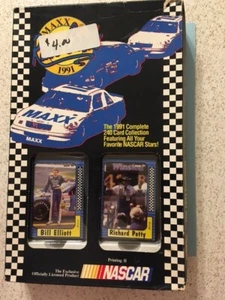 MAXX
$4.00
1991
MAXX
MAXX
The 1991 Complete
240 Card Collection
Featuring All Your
Favorite NASCAR Stars!
Bill Elliott
Winston
Richard Petty
Printing II
The Exclusive
Officially Licensed Product
NASCAR